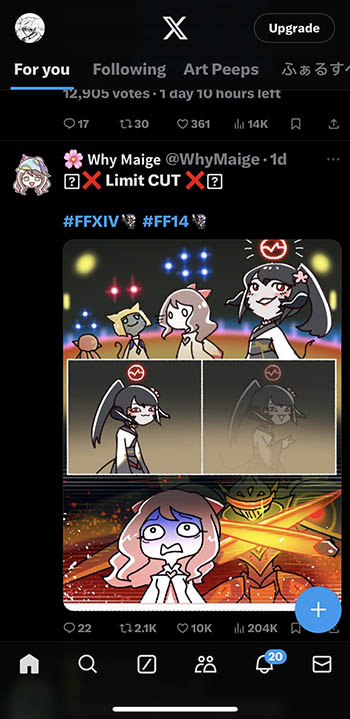 X
Upgrade
For you Following Art Peeps ふぁるすぺ
12,905 votes · 1 day 10 hours left
17 30 361 14K
🌸 Why Maige @WhyMaige · 1d
⍰❌ Limit CUT ❌⍰
#FFXIV #FF14
22 2.1K 10K 204K
20